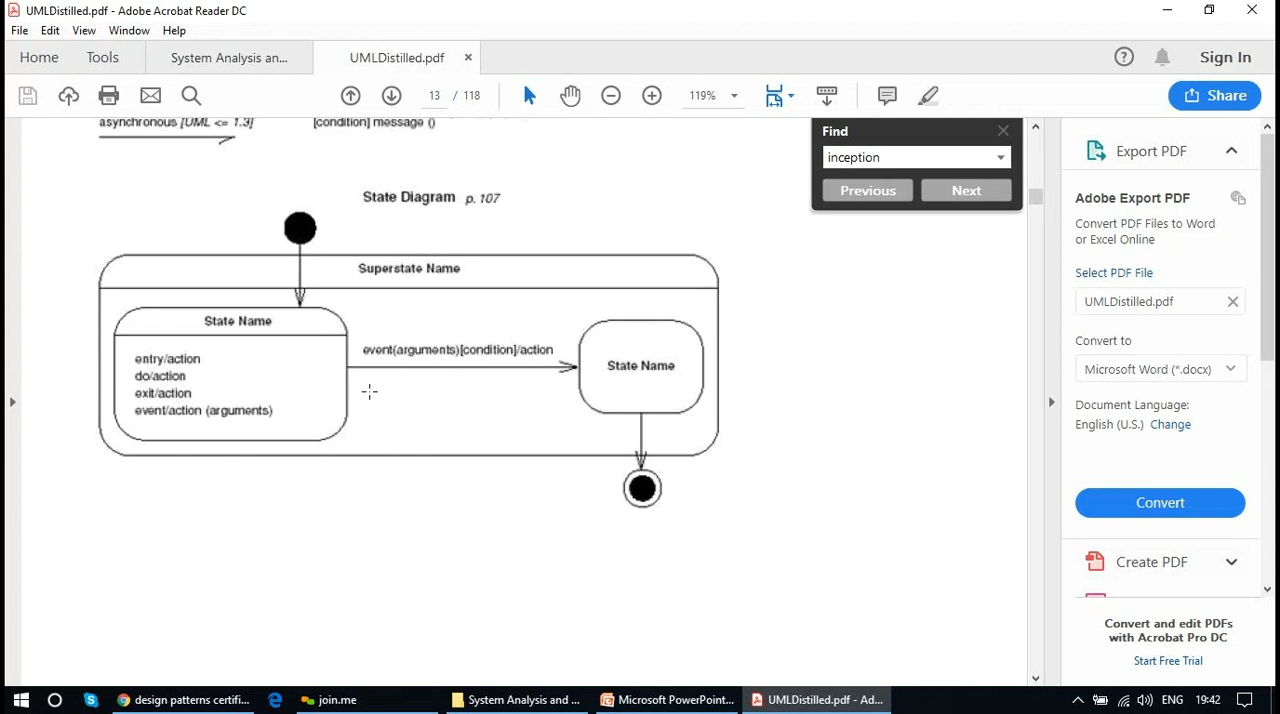 UMLDistilled.pdf - Adobe Acrobat Reader DC
File Edit View Window Help
Home Tools System Analysis an... UMLDistilled.pdf × Sign In
13 / 118 119% Share
asynchronous [UML <= 1.3] [condition] message ()
Find
inception
Previous Next
State Diagram p. 107
Superstate Name
State Name
entry/action
do/action
exit/action
event/action (arguments)
event(arguments)[condition]/action
State Name
Export PDF
Adobe Export PDF
Convert PDF Files to Word
or Excel Online
Select PDF File
UMLDistilled.pdf
Convert to
Microsoft Word (*.docx)
Document Language:
English (U.S.) Change
Convert
Create PDF
Convert and edit PDFs
with Acrobat Pro DC
Start Free Trial
design patterns certifi... join.me System Analysis and ... Microsoft PowerPoint... UMLDistilled.pdf - Ad... ENG 19:42